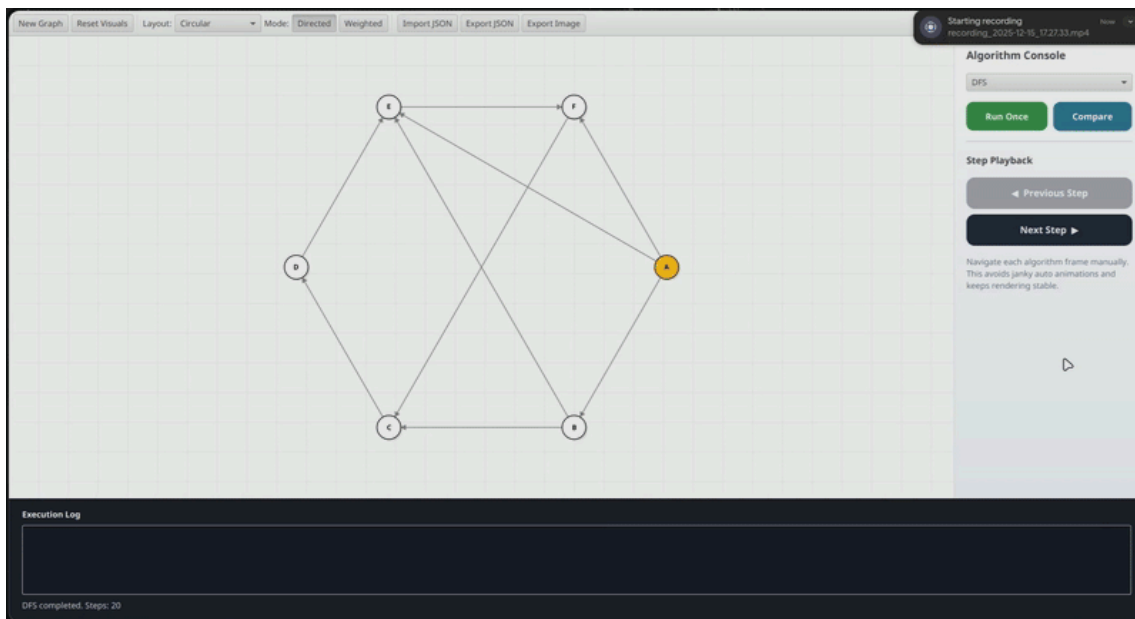 New Graph Reset Visuals Layout: Circular Mode: Directed Weighted Import JSON Export JSON Export Image
Starting recording Now
recording_2025-12-15_17.27.33.mp4
Algorithm Console
DFS
Run Once Compare
Step Playback
◀ Previous Step
Next Step ▶
Navigate each algorithm frame manually.
This avoids janky auto animations and
keeps rendering stable.
E F
D A
C B
Execution Log
DFS completed. Steps: 20